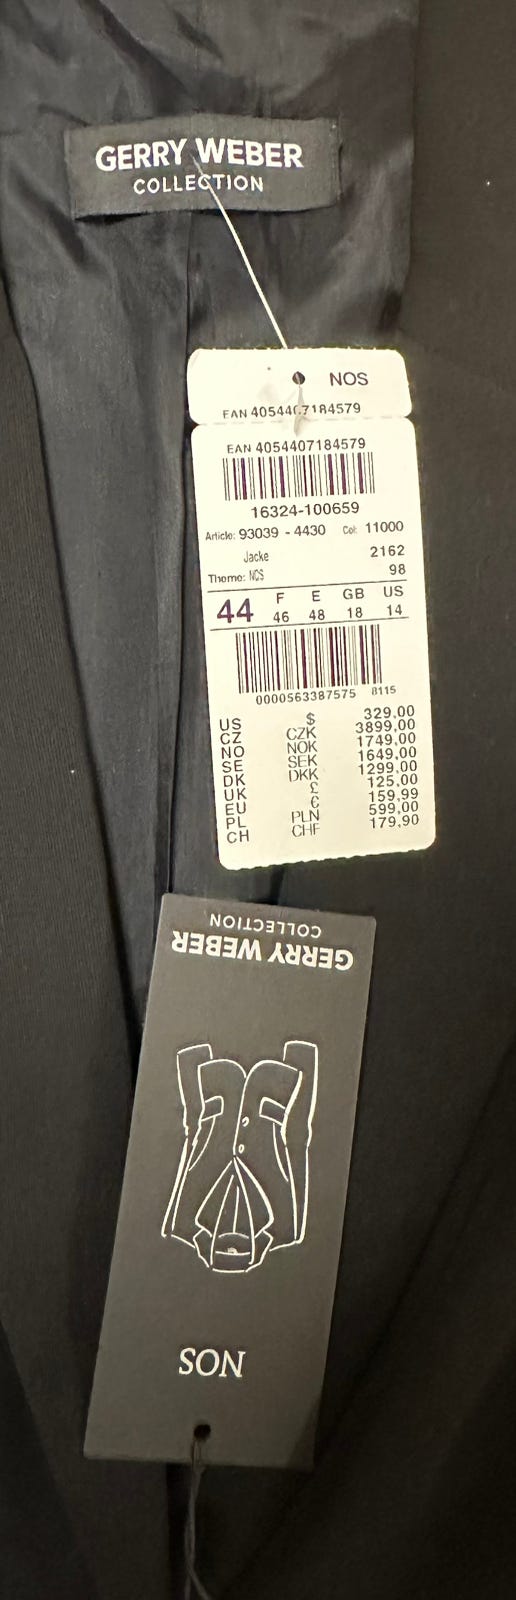 GERRY WEBER
COLLECTION
NOS
EAN 4054407184579
EAN 4054407184579
16324-100659
Article: 93039 - 4430 Col: 11000
Jacke 2162
Theme: NOS 98
44 F E GB US
46 48 18 14
0000563387575 8115
US $ 329,00
CZ CZK 3899,00
NO NOK 1749,00
SE SEK 1649,00
DK DKK 1299,00
UK £ 125,00
EU € 159,99
PL PLN 599,00
CH CHF 179,90
GERRY WEBER
COLLECTION
NOS